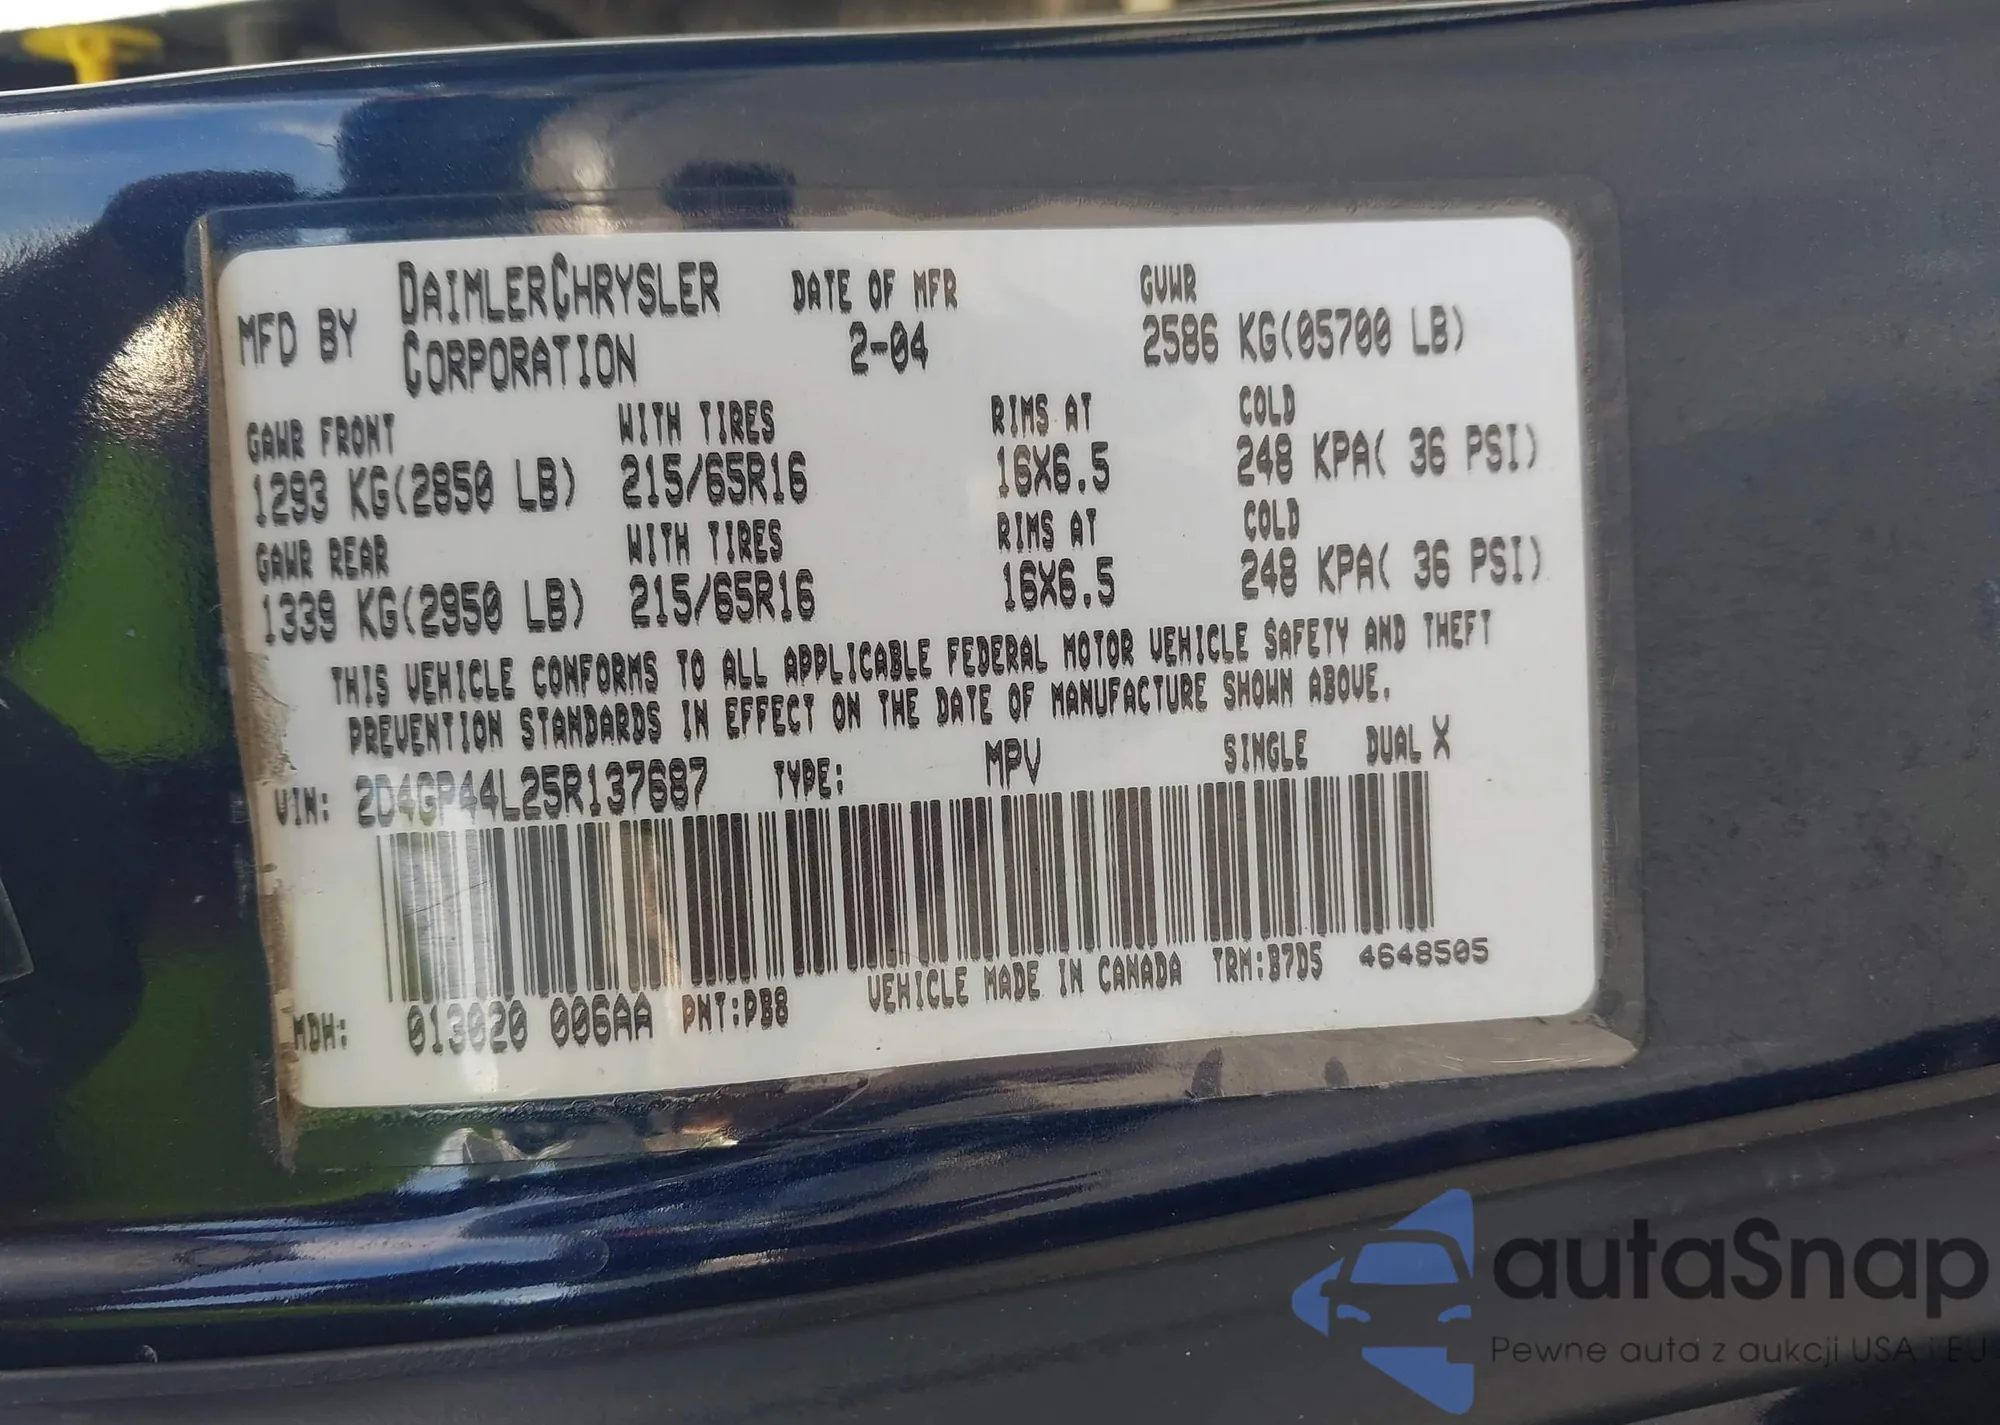 MFD BY DAIMLERCHRYSLER CORPORATION DATE OF MFR 2-04 GVWR 2586 KG(05700 LB)
GAWR FRONT WITH TIRES RIMS AT COLD
1293 KG(2850 LB) 215/65R16 16X6.5 248 KPA( 36 PSI)
GAWR REAR WITH TIRES RIMS AT COLD
1339 KG(2950 LB) 215/65R16 16X6.5 248 KPA( 36 PSI)
THIS VEHICLE CONFORMS TO ALL APPLICABLE FEDERAL MOTOR VEHICLE SAFETY AND THEFT
PREVENTION STANDARDS IN EFFECT ON THE DATE OF MANUFACTURE SHOWN ABOVE.
VIN: 2D4GP44L25R137687 TYPE: MPV SINGLE DUAL X
MDH: 013020 006AA PNT:PB8 VEHICLE MADE IN CANADA TRM:B7D5 4648505
autaSnap
Pewne auta z aukcji USA i EU